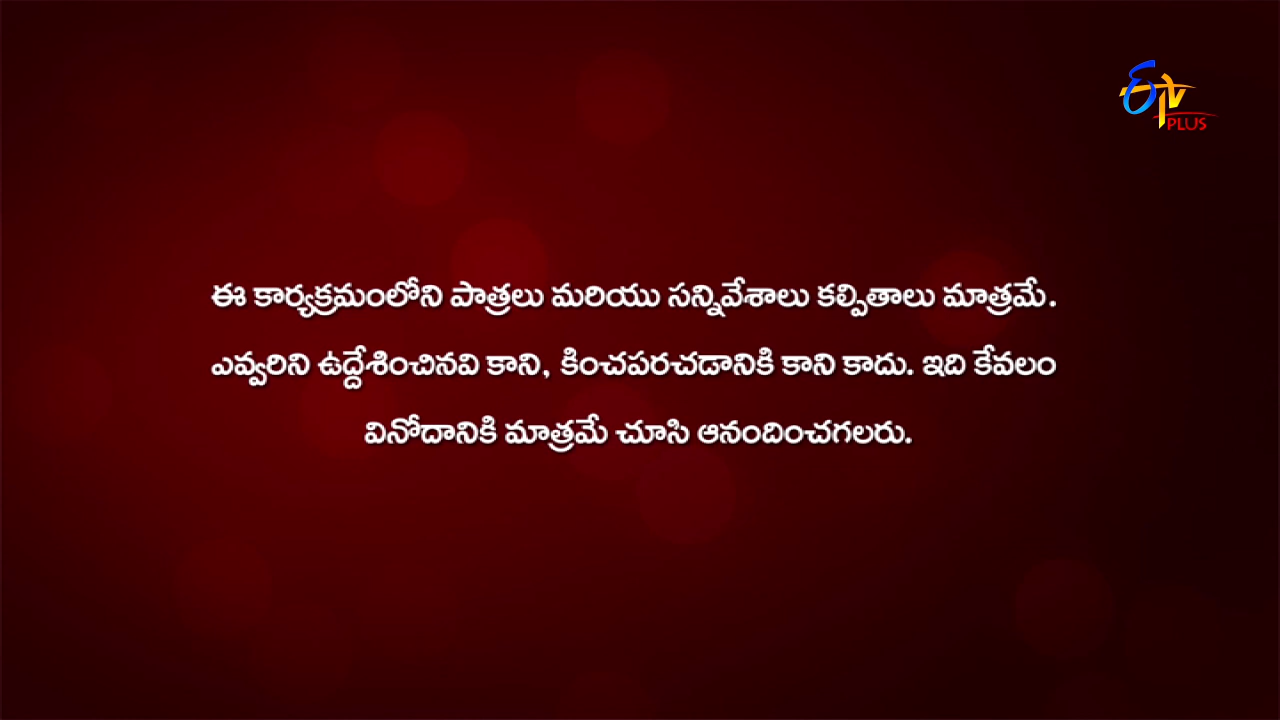 ETV
PLUS
ఈ కార్యక్రమంలోని పాత్రలు మరియు సన్నివేశాలు కల్పితాలు మాత్రమే.
ఎవ్వరిని ఉద్దేశించినవి కాని, కించపరచడానికి కాని కాదు. ఇది కేవలం
వినోదానికి మాత్రమే చూసి ఆనందించగలరు.